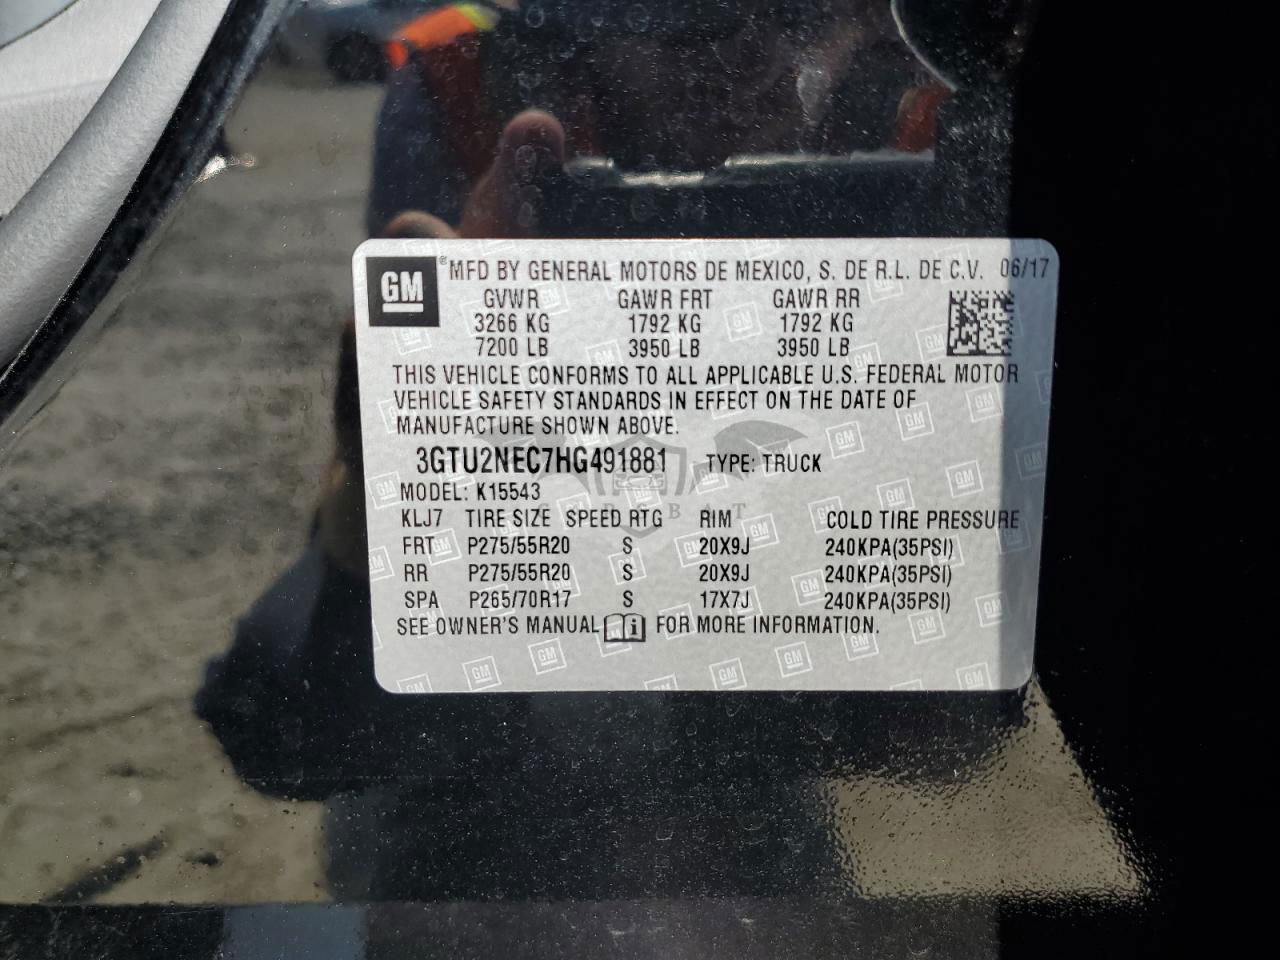 GM ® MFD BY GENERAL MOTORS DE MEXICO, S. DE R.L. DE C.V. 06/17
GVWR GAWR FRT GAWR RR
3266 KG 1792 KG 1792 KG
7200 LB 3950 LB 3950 LB
THIS VEHICLE CONFORMS TO ALL APPLICABLE U.S. FEDERAL MOTOR
VEHICLE SAFETY STANDARDS IN EFFECT ON THE DATE OF
MANUFACTURE SHOWN ABOVE.
3GTU2NEC7HG491881 TYPE: TRUCK
MODEL: K15543
KLJ7 TIRE SIZE SPEED RTG RIM COLD TIRE PRESSURE
FRT P275/55R20 S 20X9J 240KPA(35PSI)
RR P275/55R20 S 20X9J 240KPA(35PSI)
SPA P265/70R17 S 17X7J 240KPA(35PSI)
SEE OWNER'S MANUAL i FOR MORE INFORMATION.